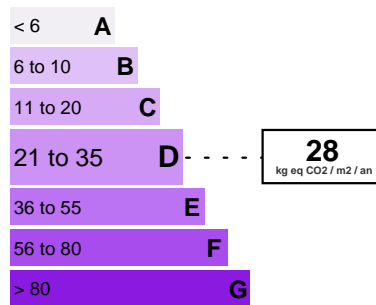 < 6 A
6 to 10 B
11 to 20 C
21 to 35 D
28
kg eq CO2 / m2 / an
36 to 55 E
56 to 80 F
> 80 G